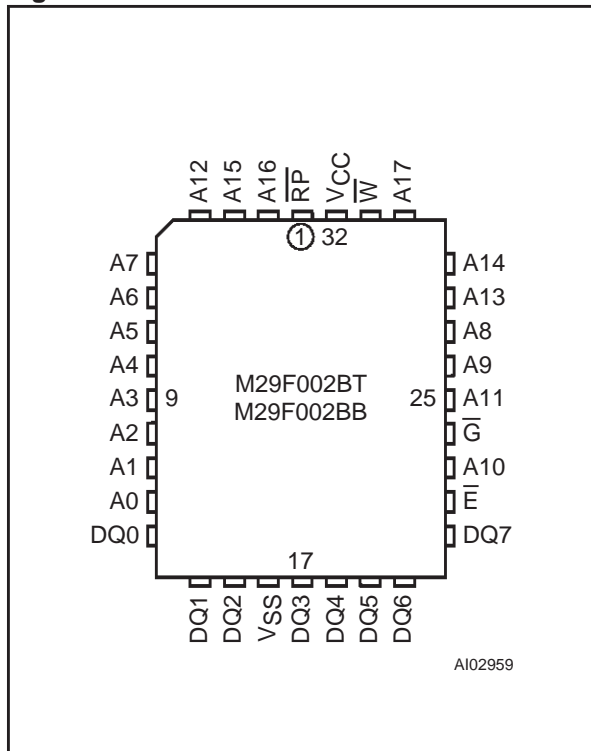 A12
A15
A16
R̅P̅
VCC
W̅
A17
1 32
A7
A6
A5
A4
A3
A2
A1
A0
DQ0
9
M29F002BT
M29F002BB
25
A14
A13
A8
A9
A11
G̅
A10
E̅
DQ7
17
DQ1
DQ2
VSS
DQ3
DQ4
DQ5
DQ6
AI02959